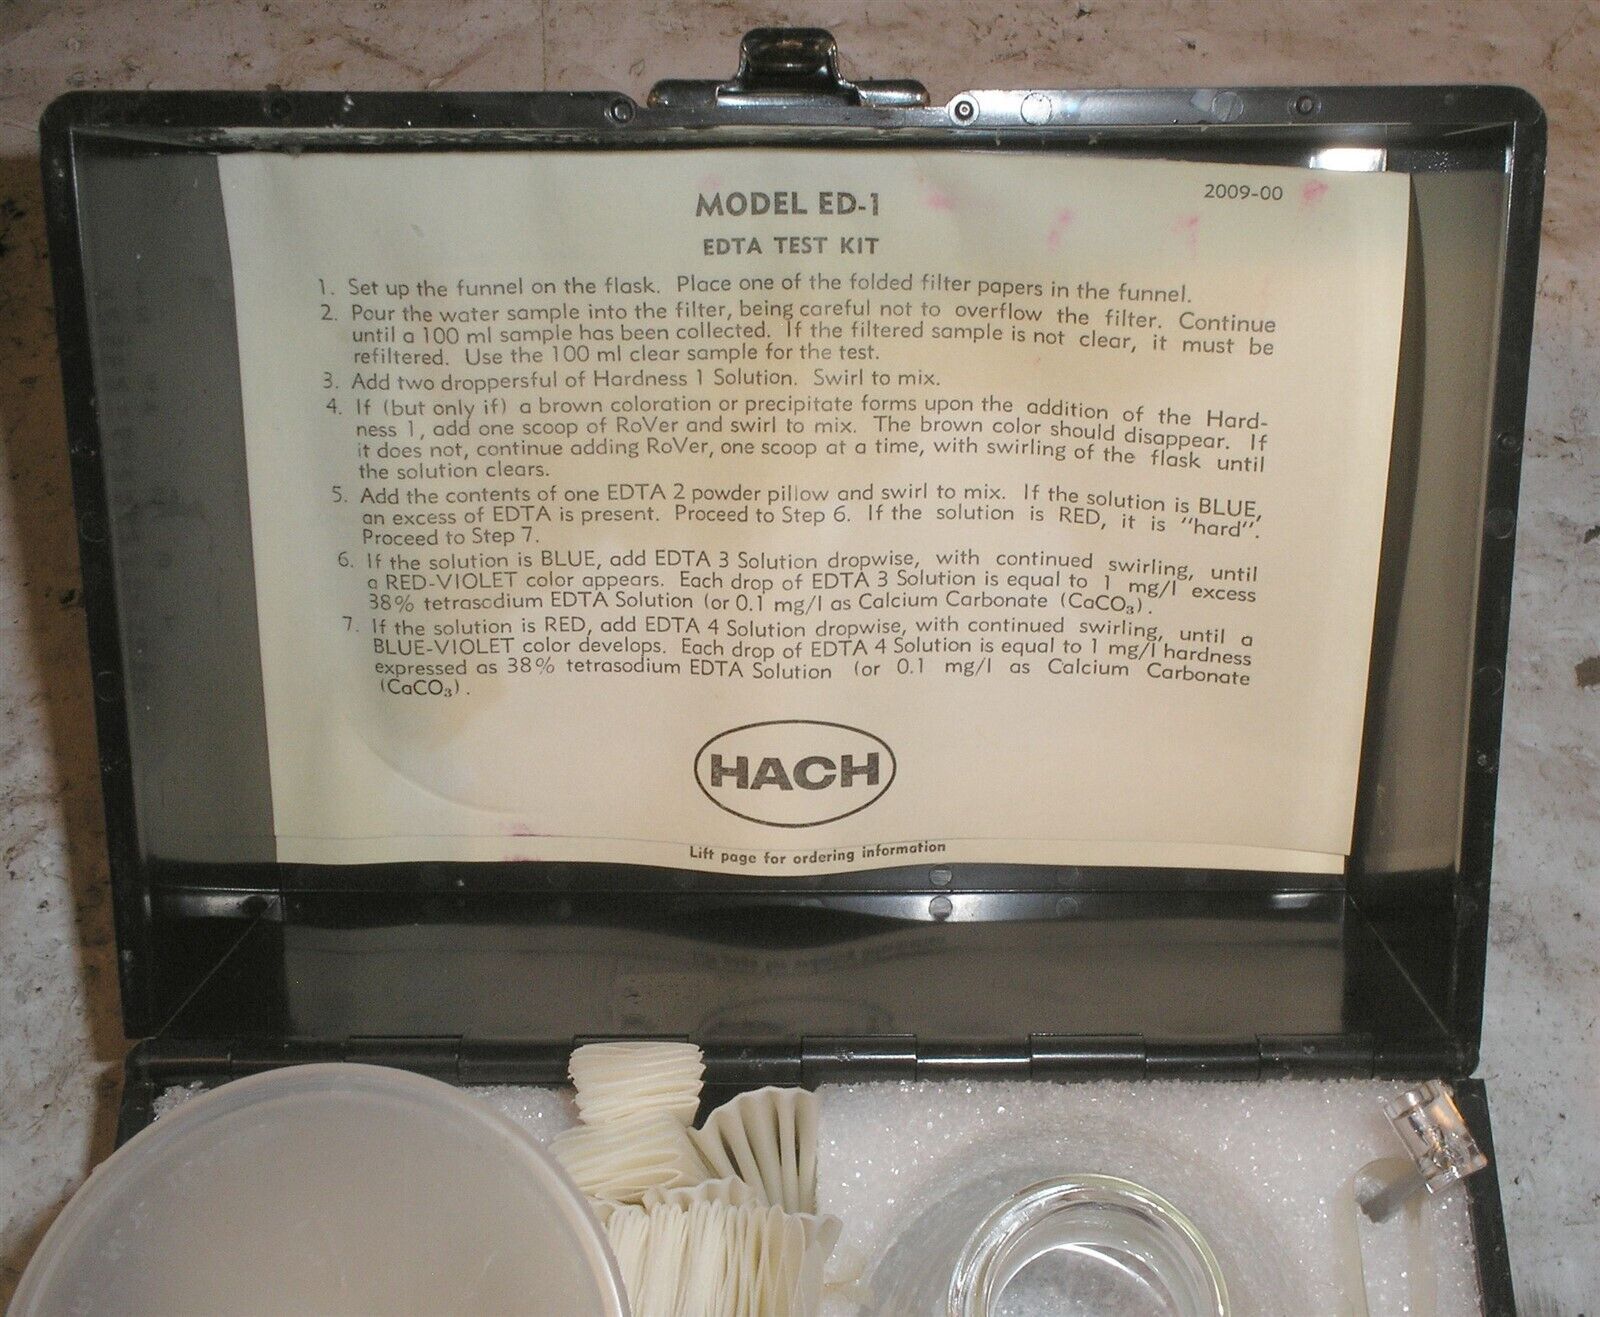 2009-00
MODEL ED-1
EDTA TEST KIT
1. Set up the funnel on the flask. Place one of the folded filter papers in the funnel.
2. Pour the water sample into the filter, being careful not to overflow the filter. Continue
until a 100 ml sample has been collected. If the filtered sample is not clear, it must be
refiltered. Use the 100 ml clear sample for the test.
3. Add two droppersful of Hardness 1 Solution. Swirl to mix.
4. If (but only if) a brown coloration or precipitate forms upon the addition of the Hard-
ness 1, add one scoop of RoVer and swirl to mix. The brown color should disappear. If
it does not, continue adding RoVer, one scoop at a time, with swirling of the flask until
the solution clears.
5. Add the contents of one EDTA 2 powder pillow and swirl to mix. If the solution is BLUE,
an excess of EDTA is present. Proceed to Step 6. If the solution is RED, it is "hard".
Proceed to Step 7.
6. If the solution is BLUE, add EDTA 3 Solution dropwise, with continued swirling, until
a RED-VIOLET color appears. Each drop of EDTA 3 Solution is equal to 1 mg/l excess
38% tetrasodium EDTA Solution (or 0.1 mg/l as Calcium Carbonate (CaCO₃).
7. If the solution is RED, add EDTA 4 Solution dropwise, with continued swirling, until a
BLUE-VIOLET color develops. Each drop of EDTA 4 Solution is equal to 1 mg/l hardness
expressed as 38% tetrasodium EDTA Solution (or 0.1 mg/l as Calcium Carbonate
(CaCO₃).
HACH
Lift page for ordering information